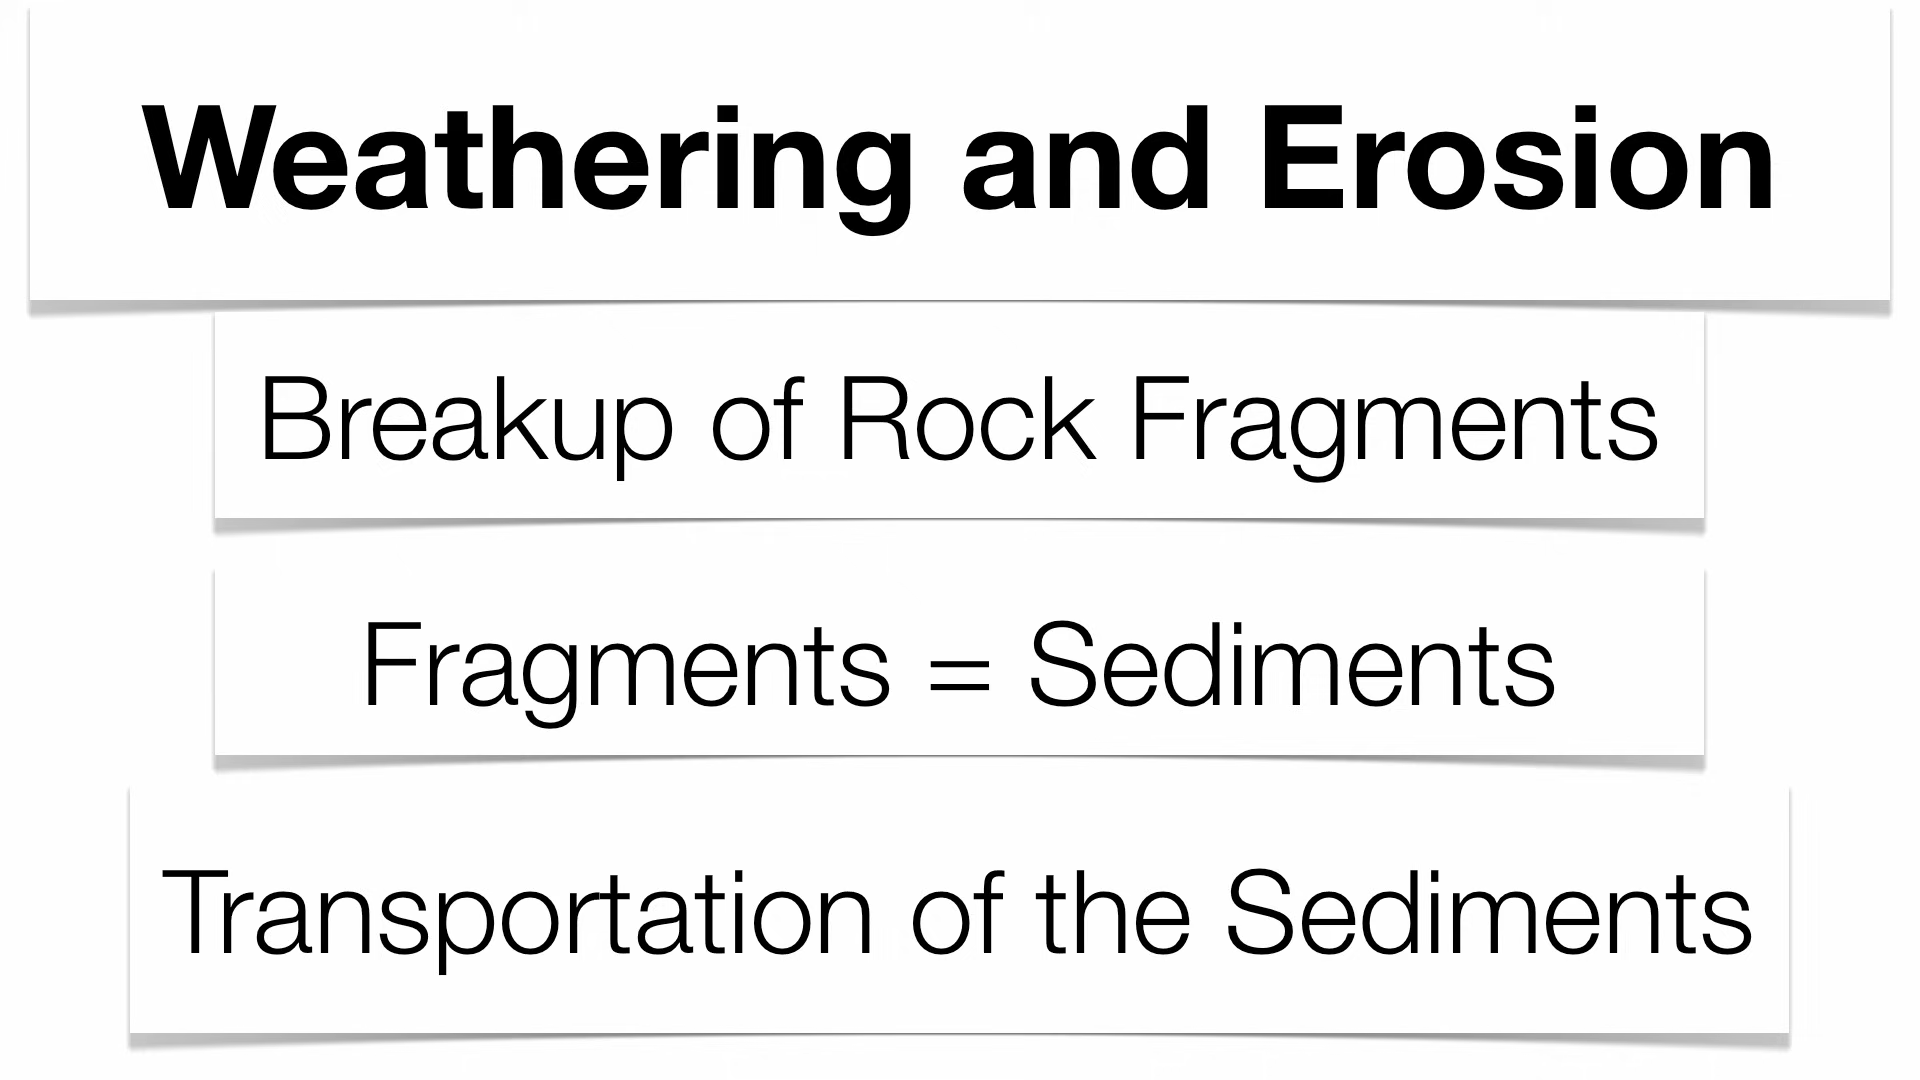 Weathering and Erosion
Breakup of Rock Fragments
Fragments = Sediments
Transportation of the Sediments